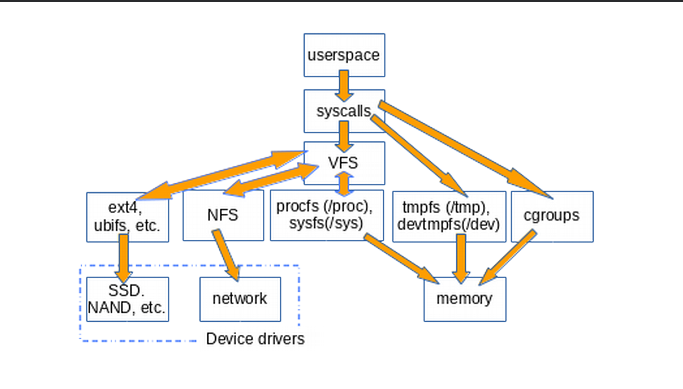 userspace
syscalls
VFS
ext4,
ubifs, etc.
NFS
procfs (/proc),
sysfs(/sys)
tmpfs (/tmp),
devtmpfs(/dev)
cgroups
SSD.
NAND, etc.
network
memory
Device drivers